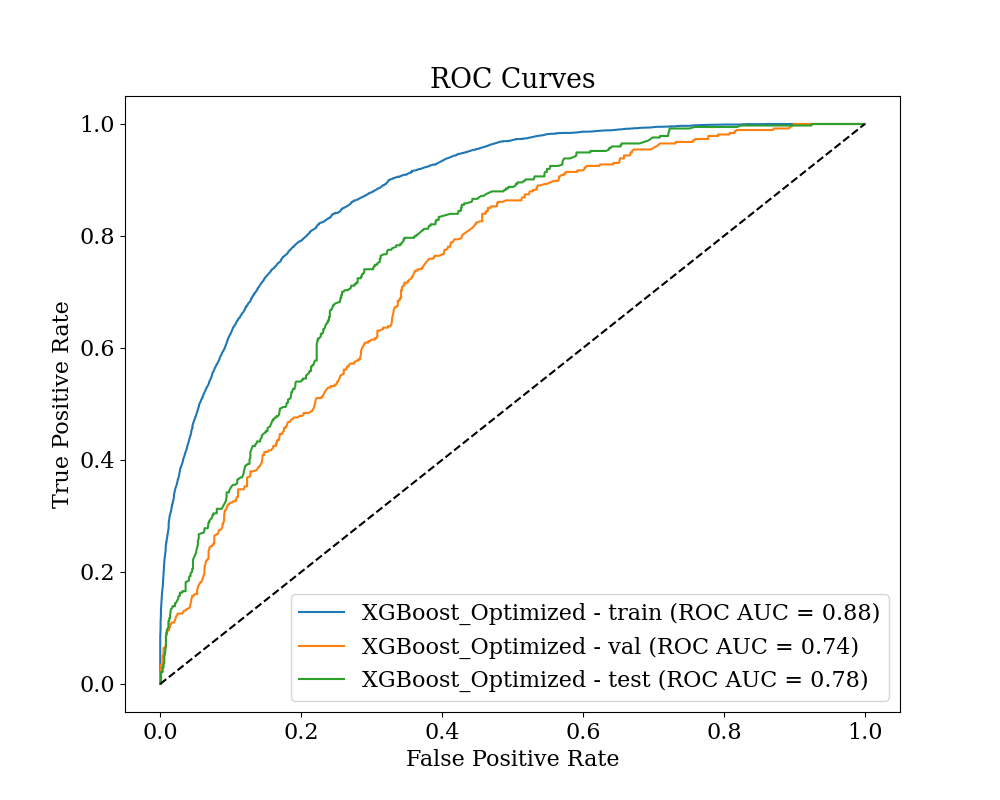 ROC Curves
True Positive Rate
1.0
0.8
0.6
0.4
0.2
0.0
XGBoost_Optimized - train (ROC AUC = 0.88)
XGBoost_Optimized - val (ROC AUC = 0.74)
XGBoost_Optimized - test (ROC AUC = 0.78)
0.0 0.2 0.4 0.6 0.8 1.0
False Positive Rate